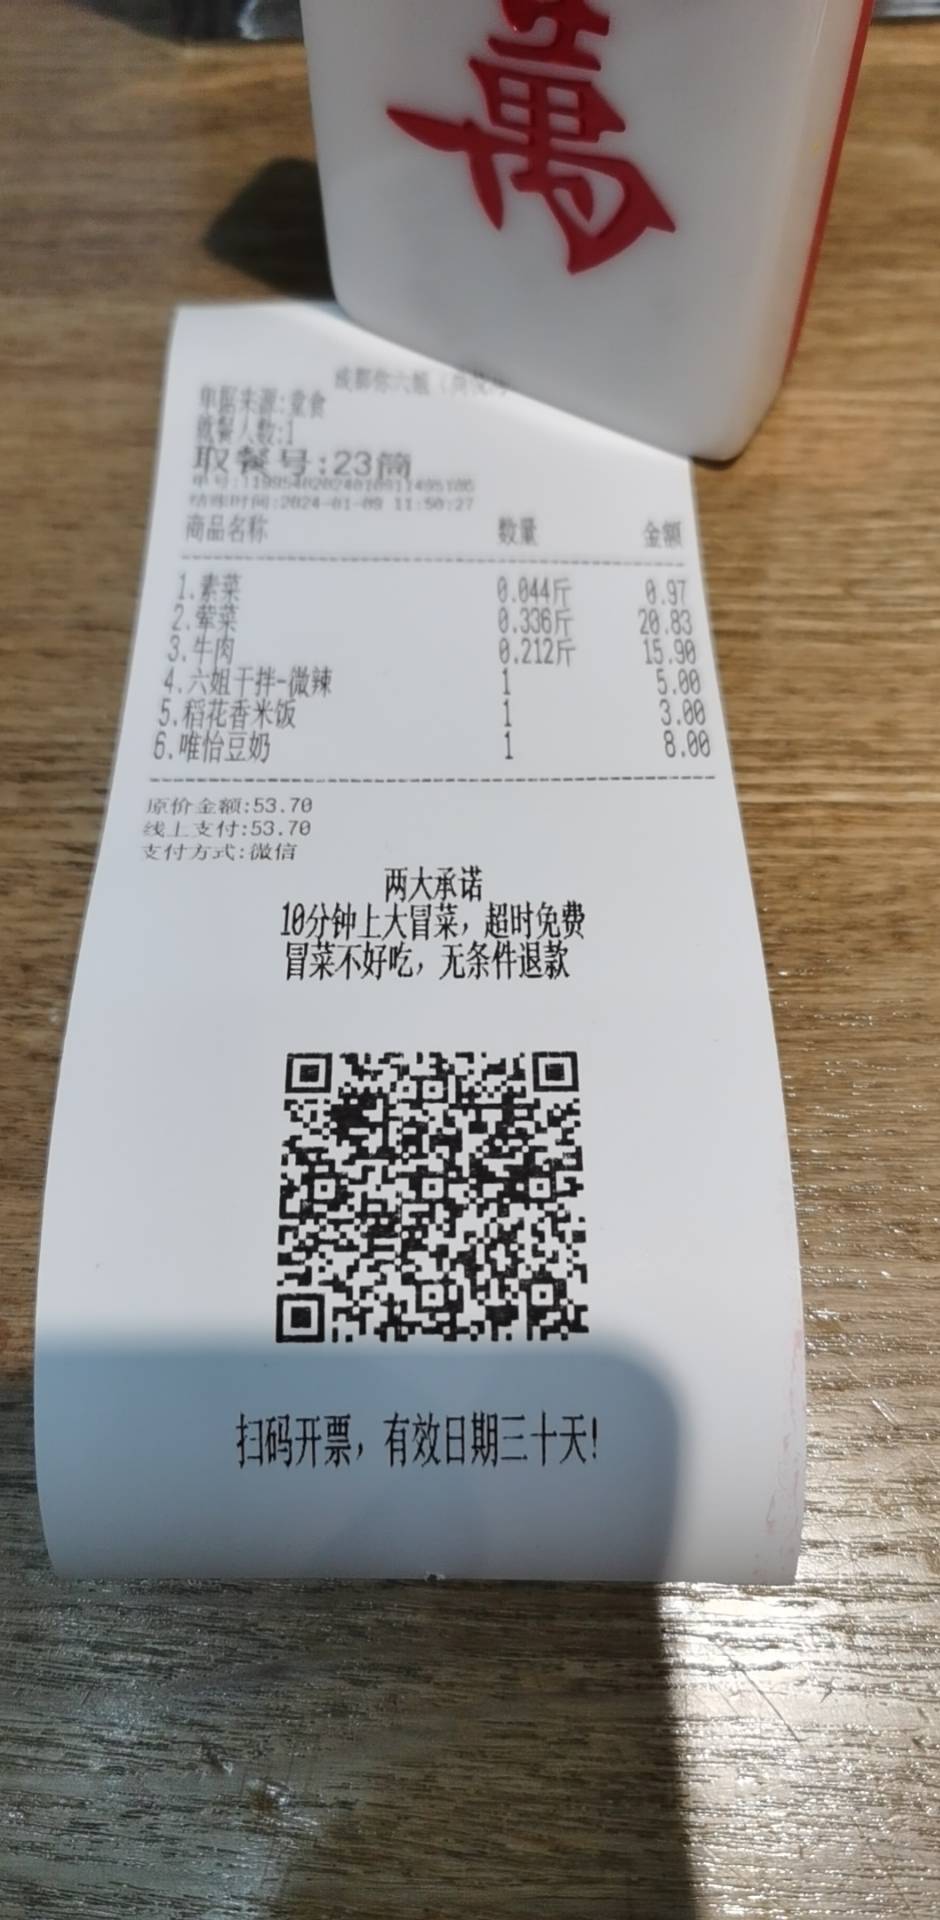 萬
单据来源:堂食
就餐人数:1
取餐号:23筒
结账时间:2024-01-09 11:50:27
商品名称 数量 金额
1.素菜 0.044斤 0.97
2.荤菜 0.336斤 20.83
3.牛肉 0.212斤 15.90
4.六姐干拌-微辣 1 5.00
5.稻花香米饭 1 3.00
6.唯怡豆奶 1 8.00
原价金额:53.70
线上支付:53.70
支付方式:微信
两大承诺
10分钟上大冒菜，超时免费
冒菜不好吃，无条件退款
扫码开票，有效日期三十天!